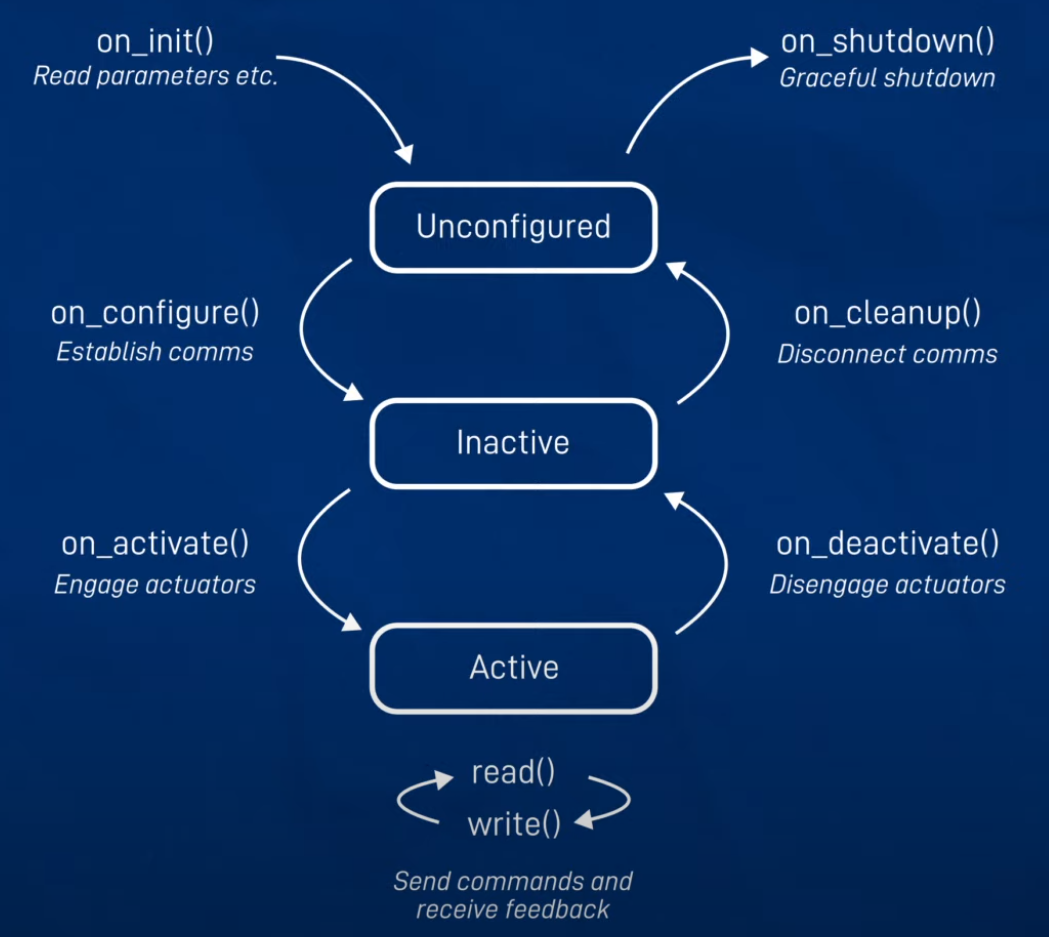 on_init()
Read parameters etc.
on_shutdown()
Graceful shutdown
Unconfigured
on_configure()
Establish comms
on_cleanup()
Disconnect comms
Inactive
on_activate()
Engage actuators
on_deactivate()
Disengage actuators
Active
read()
write()
Send commands and
receive feedback